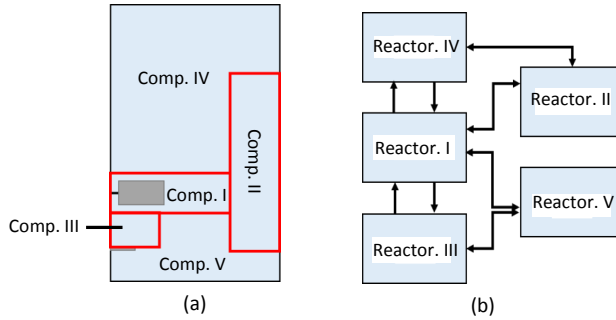 Comp. IV
Comp. II
Comp. I
Comp. III
Comp. V
(a)
Reactor. IV
Reactor. II
Reactor. I
Reactor. V
Reactor. III
(b)